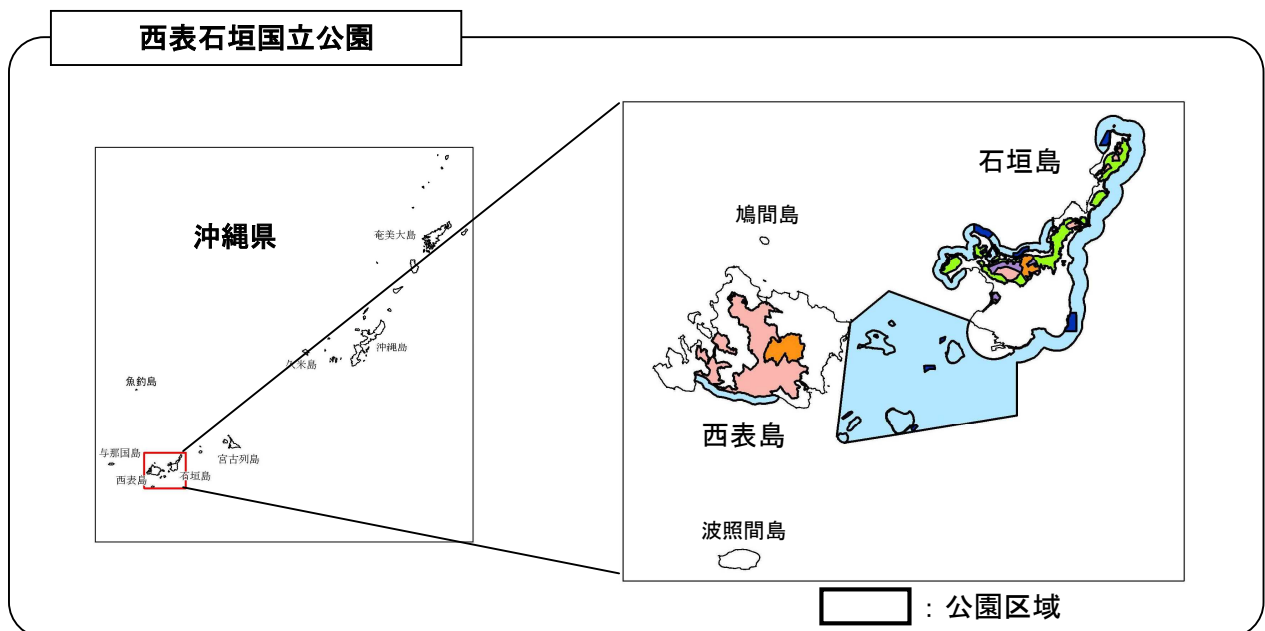 西表石垣国立公園
沖縄県
奄美大島
沖縄島
久米島
魚釣島
与那国島
西表島
石垣島
宮古列島
石垣島
鳩間島
西表島
波照間島
：公園区域